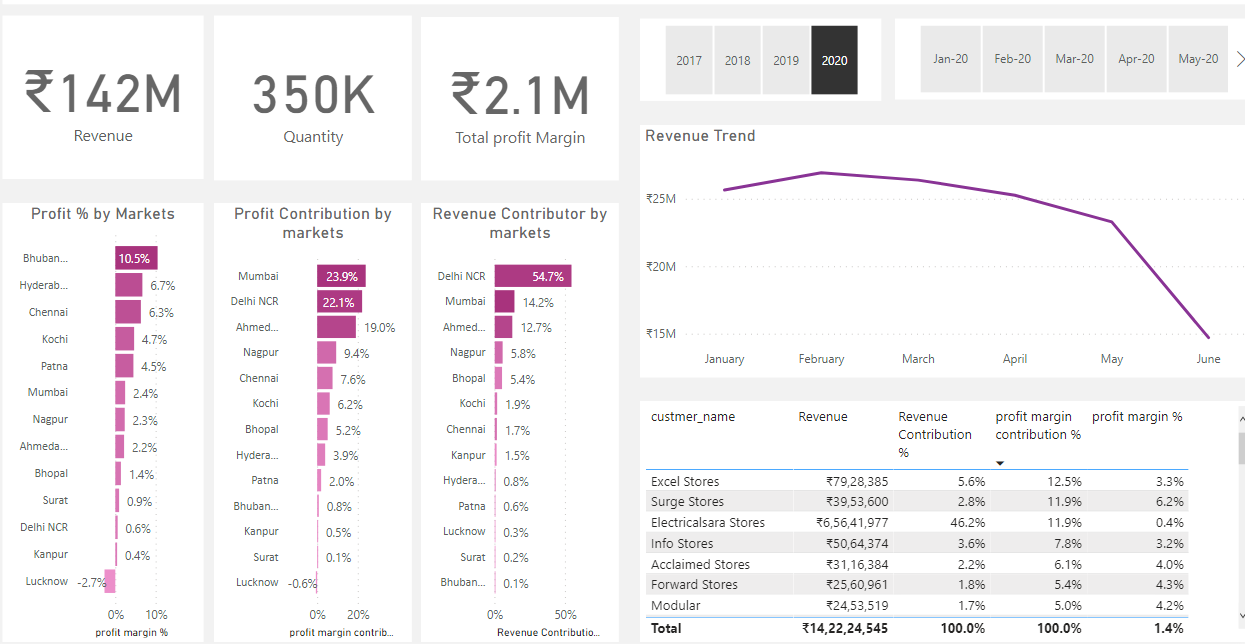 ₹142M
Revenue
350K
Quantity
₹2.1M
Total profit Margin
2017 2018 2019 2020
Jan-20 Feb-20 Mar-20 Apr-20 May-20
Profit % by Markets
Bhuban... 10.5%
Hyderab... 6.7%
Chennai 6.3%
Kochi 4.7%
Patna 4.5%
Mumbai 2.4%
Nagpur 2.3%
Ahmeda... 2.2%
Bhopal 1.4%
Surat 0.9%
Delhi NCR 0.6%
Kanpur 0.4%
Lucknow -2.7%
0% 10%
profit margin %
Profit Contribution by
markets
Mumbai 23.9%
Delhi NCR 22.1%
Ahmed... 19.0%
Nagpur 9.4%
Chennai 7.6%
Kochi 6.2%
Bhopal 5.2%
Hydera... 3.9%
Patna 2.0%
Bhuban... 0.8%
Kanpur 0.5%
Surat 0.1%
Lucknow -0.6%
0% 20%
profit margin contrib...
Revenue Contributor by
markets
Delhi NCR 54.7%
Mumbai 14.2%
Ahmed... 12.7%
Nagpur 5.8%
Bhopal 5.4%
Kochi 1.9%
Chennai 1.7%
Kanpur 1.5%
Hydera... 0.8%
Patna 0.6%
Lucknow 0.3%
Surat 0.2%
Bhuban... 0.1%
0% 50%
Revenue Contributio...
Revenue Trend
₹25M
₹20M
₹15M
January February March April May June
custmer_name Revenue Revenue profit margin profit margin %
Contribution contribution %
%
Excel Stores ₹79,28,385 5.6% 12.5% 3.3%
Surge Stores ₹39,53,600 2.8% 11.9% 6.2%
Electricalsara Stores ₹6,56,41,977 46.2% 11.9% 0.4%
Info Stores ₹50,64,374 3.6% 7.8% 3.2%
Acclaimed Stores ₹31,16,384 2.2% 6.1% 4.0%
Forward Stores ₹25,60,961 1.8% 5.4% 4.3%
Modular ₹24,53,519 1.7% 5.0% 4.2%
Total ₹14,22,24,545 100.0% 100.0% 1.4%